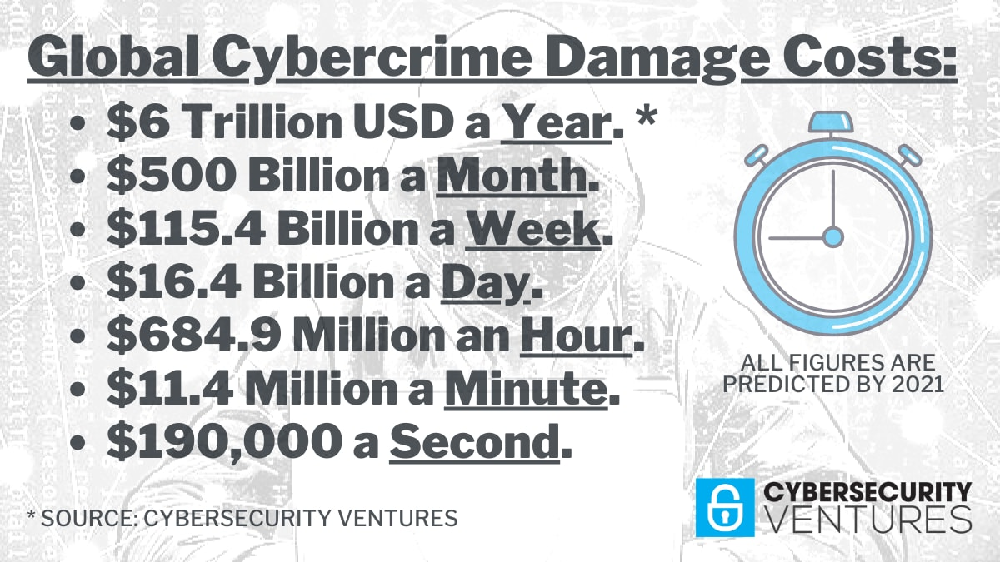 Global Cybercrime Damage Costs:
• $6 Trillion USD a Year. *
• $500 Billion a Month.
• $115.4 Billion a Week.
• $16.4 Billion a Day.
• $684.9 Million an Hour.
• $11.4 Million a Minute.
• $190,000 a Second.
ALL FIGURES ARE
PREDICTED BY 2021
* SOURCE: CYBERSECURITY VENTURES
CYBERSECURITY
VENTURES